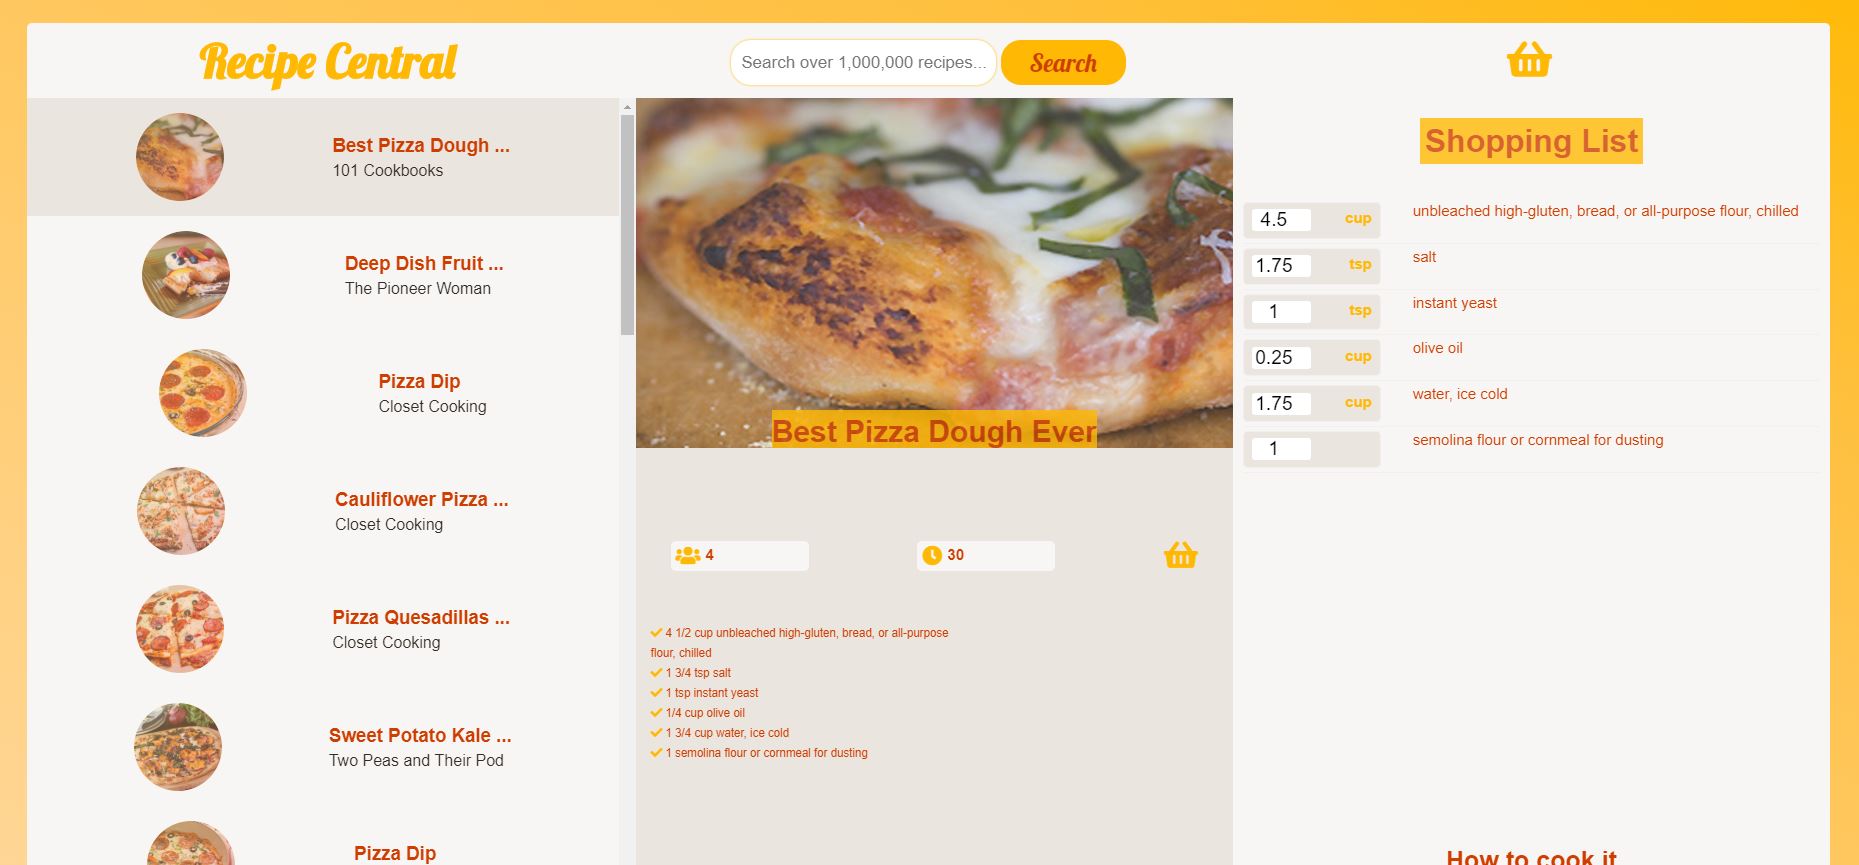 Recipe Central
Search over 1,000,000 recipes...
Search
Best Pizza Dough ...
101 Cookbooks
Deep Dish Fruit ...
The Pioneer Woman
Pizza Dip
Closet Cooking
Cauliflower Pizza ...
Closet Cooking
Pizza Quesadillas ...
Closet Cooking
Sweet Potato Kale ...
Two Peas and Their Pod
Pizza Dip
Best Pizza Dough Ever
4
30
4 1/2 cup unbleached high-gluten, bread, or all-purpose
flour, chilled
1 3/4 tsp salt
1 tsp instant yeast
1/4 cup olive oil
1 3/4 cup water, ice cold
1 semolina flour or cornmeal for dusting
Shopping List
4.5 cup unbleached high-gluten, bread, or all-purpose flour, chilled
1.75 tsp salt
1 tsp instant yeast
0.25 cup olive oil
1.75 cup water, ice cold
1 semolina flour or cornmeal for dusting
How to cook it